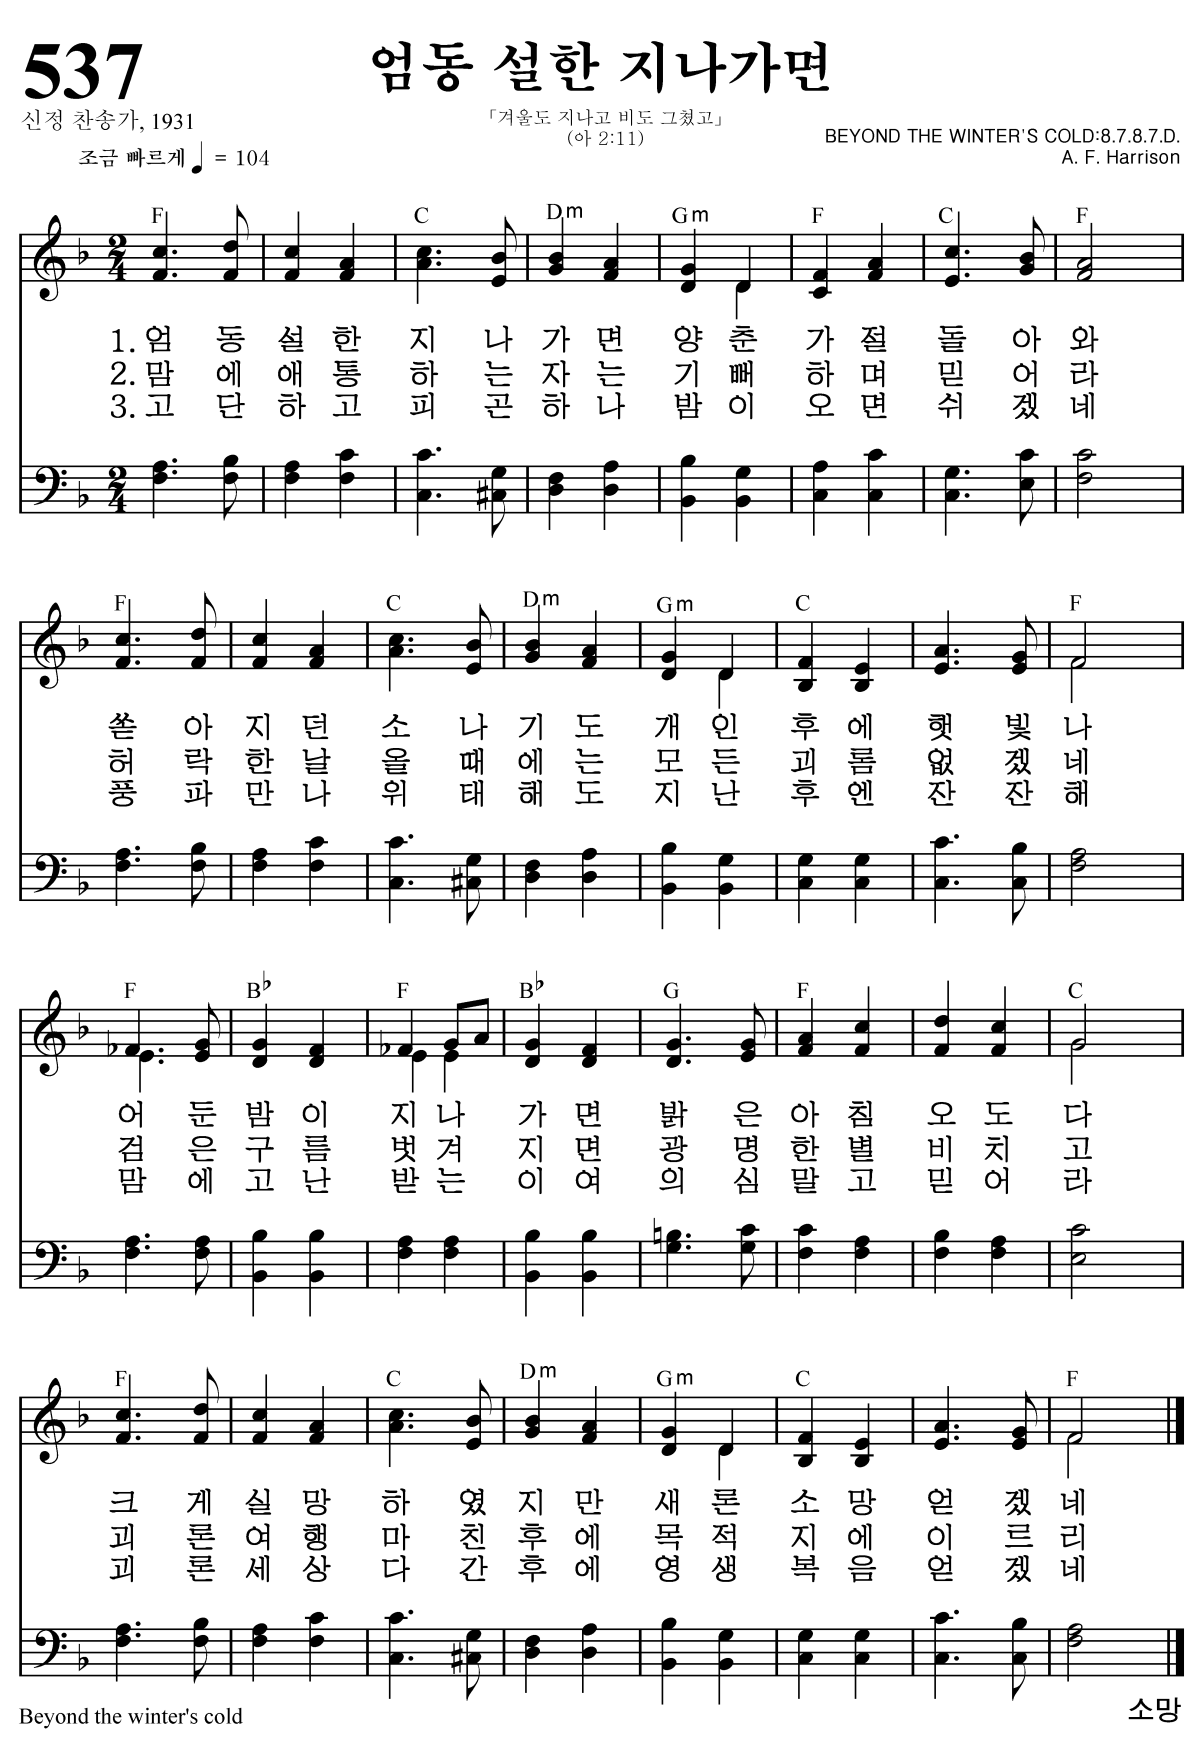 537
엄동 설한 지나가면
신정 찬송가, 1931
「겨울도 지나고 비도 그쳤고」
(아 2:11)
BEYOND THE WINTER'S COLD:8.7.8.7.D.
조금 빠르게 ♩ = 104
A. F. Harrison
F C Dm Gm F C F
2 4
1. 엄 동 설 한 지 나 가 면 양 춘 가 절 돌 아 와
2. 맘 에 애 통 하 는 자 는 기 뻐 하 며 믿 어 라
3. 고 단 하 고 피 곤 하 나 밤 이 오 면 쉬 겠 네
2 4
F C Dm Gm C F
쏟 아 지 던 소 나 기 도 개 인 후 에 햇 빛 나
허 락 한 날 올 때 에 는 모 든 괴 롬 없 겠 네
풍 파 만 나 위 태 해 도 지 난 후 엔 잔 잔 해
F B♭ F B♭ G F C
어 둔 밤 이 지 나 가 면 밝 은 아 침 오 도 다
검 은 구 름 벗 겨 지 면 광 명 한 별 비 치 고
맘 에 고 난 받 는 이 여 의 심 말 고 믿 어 라
F C Dm Gm C F
크 게 실 망 하 였 지 만 새 론 소 망 얻 겠 네
괴 론 여 행 마 친 후 에 목 적 지 에 이 르 리
괴 론 세 상 다 간 후 에 영 생 복 음 얻 겠 네
Beyond the winter's cold
소망